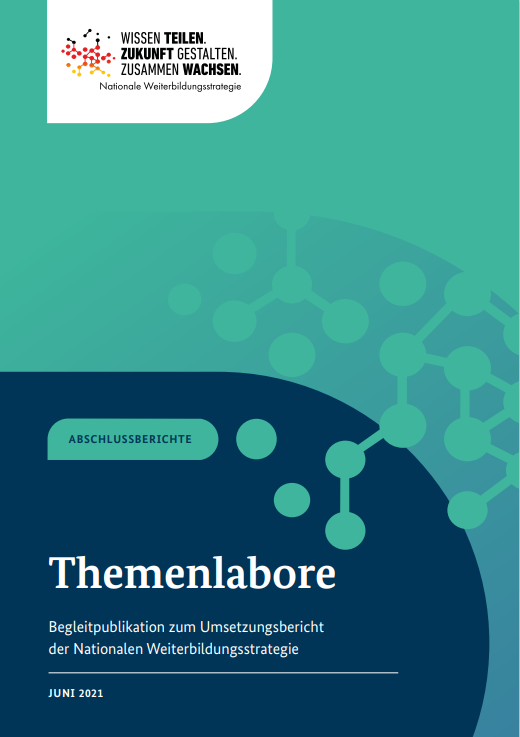 WISSEN TEILEN.
ZUKUNFT GESTALTEN.
ZUSAMMEN WACHSEN.
Nationale Weiterbildungsstrategie
ABSCHLUSSBERICHTE
Themenlabore
Begleitpublikation zum Umsetzungsbericht
der Nationalen Weiterbildungsstrategie
JUNI 2021